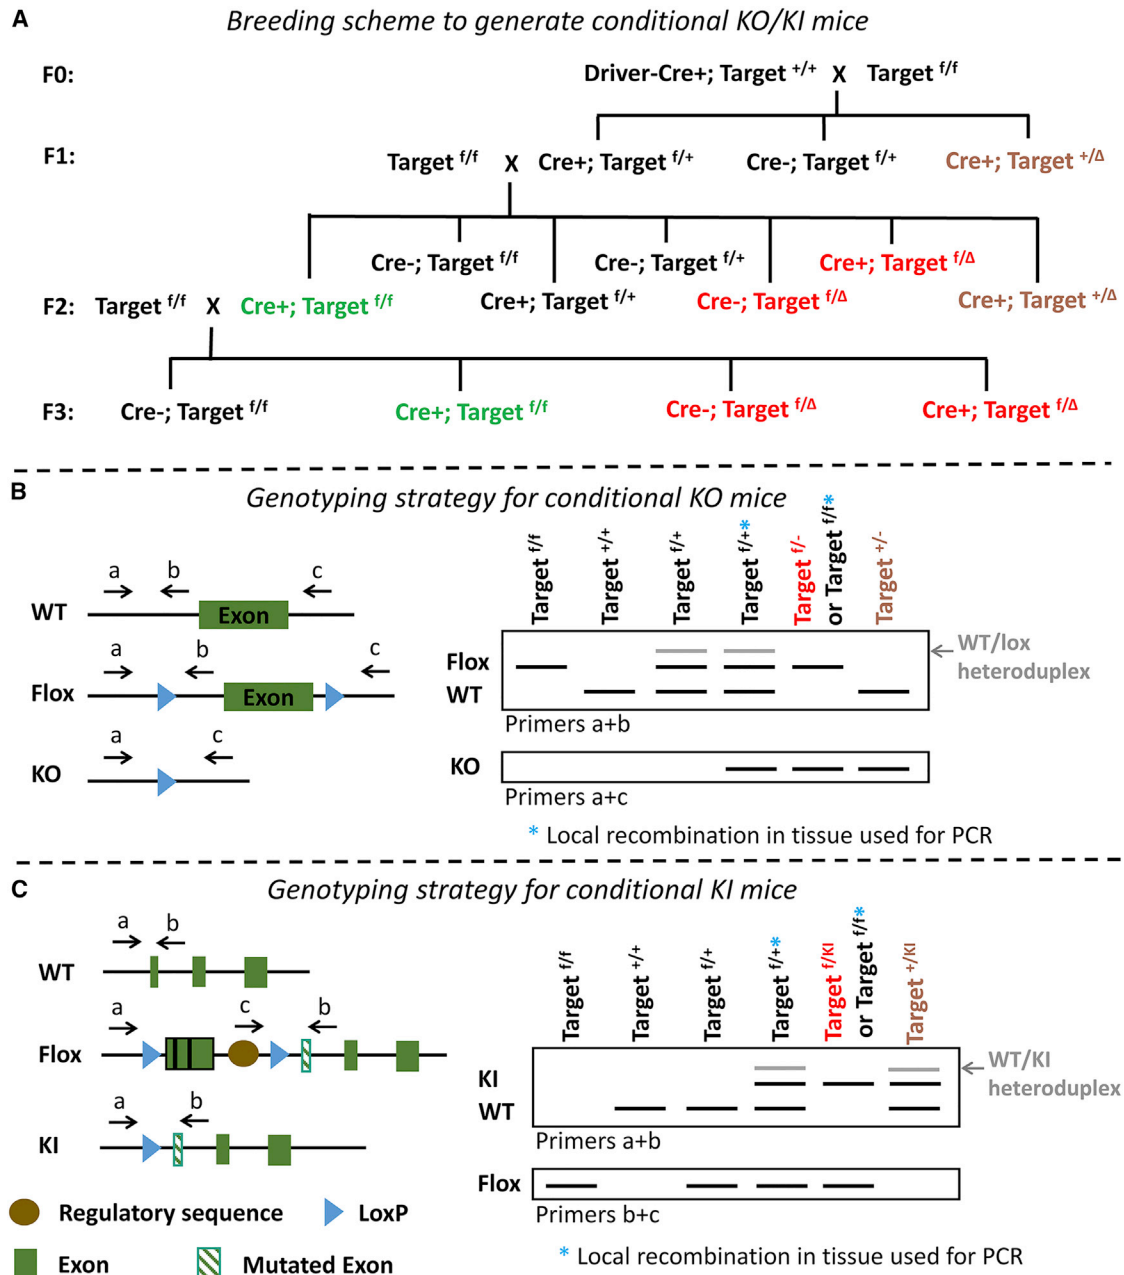 A
Breeding scheme to generate conditional KO/KI mice
F0:
Driver-Cre+; Target +/+ X Target f/f
F1:
Target f/f X Cre+; Target f/+
Cre-; Target f/+
Cre+; Target +/Δ
Cre-; Target f/f
Cre-; Target f/+
Cre+; Target f/Δ
F2:
Target f/f X Cre+; Target f/f
Cre+; Target f/+
Cre-; Target f/Δ
Cre+; Target +/Δ
F3:
Cre-; Target f/f
Cre+; Target f/f
Cre-; Target f/Δ
Cre+; Target f/Δ
B
Genotyping strategy for conditional KO mice
a
b
c
WT
Exon
a
b
c
Flox
Exon
a
c
KO
Target f/f
Target +/+
Target f/+
Target f/+*
Target f/-
or Target f/f*
Target +/-
Flox
WT
WT/lox
heteroduplex
Primers a+b
KO
Primers a+c
* Local recombination in tissue used for PCR
C
Genotyping strategy for conditional KI mice
a
b
WT
a
c
b
Flox
a
b
KI
Regulatory sequence
LoxP
Exon
Mutated Exon
Target f/f
Target +/+
Target f/+
Target f/+*
Target f/KI
or Target f/f*
Target +/KI
KI
WT
WT/KI
heteroduplex
Primers a+b
Flox
Primers b+c
* Local recombination in tissue used for PCR